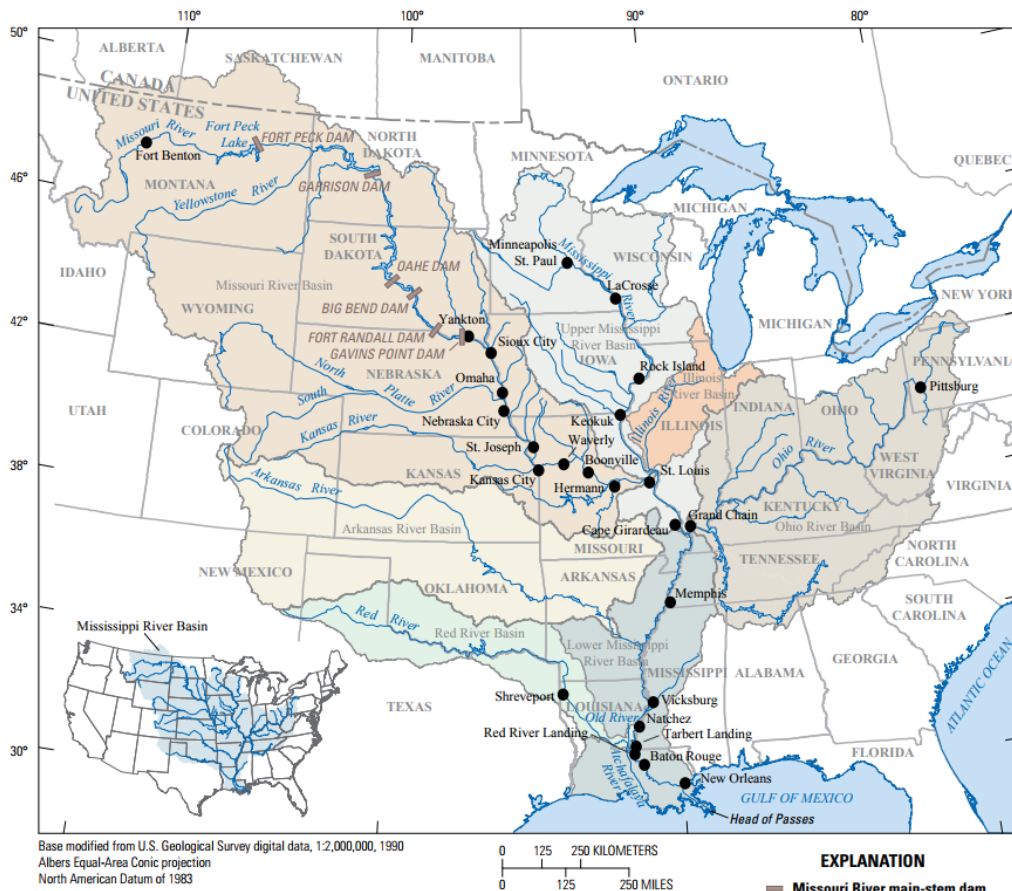 110°
100°
90°
80°
50°
ALBERTA
SASKATCHEWAN
MANITOBA
ONTARIO
QUEBEC
CANADA
UNITED STATES
Missouri River
Fort Peck
Lake
FORT PECK DAM
Fort Benton
NORTH
DAKOTA
MINNESOTA
46°
MONTANA
Yellowstone River
GARRISON DAM
MICHIGAN
Minneapolis
St. Paul
Mississippi
River
WISCONSIN
SOUTH
DAKOTA
OAHE DAM
IDAHO
Missouri River Basin
LaCrosse
NEW YORK
WYOMING
BIG BEND DAM
42°
Yankton
MICHIGAN
FORT RANDALL DAM
GAVINS POINT DAM
Sioux City
Upper Mississippi
River Basin
IOWA
NEBRASKA
North
South
Platte
River
Omaha
Rock Island
Illinois
River Basin
PENNSYLVANIA
Pittsburg
UTAH
Nebraska City
Keokuk
Illinois River
ILLINOIS
INDIANA
OHIO
COLORADO
Kansas River
St. Joseph
Waverly
Boonville
Ohio River
WEST
VIRGINIA
38°
KANSAS
Kansas City
Hermann
St. Louis
VIRGINIA
Arkansas River
Grand Chain
KENTUCKY
Ohio River Basin
Arkansas River Basin
Cape Girardeau
MISSOURI
TENNESSEE
NORTH
CAROLINA
NEW MEXICO
OKLAHOMA
ARKANSAS
SOUTH
CAROLINA
34°
Memphis
Red River
Red River Basin
Mississippi River Basin
Lower Mississippi
River Basin
MISSISSIPPI
ALABAMA
GEORGIA
ATLANTIC OCEAN
Shreveport
TEXAS
LOUISIANA
Vicksburg
Old River
Natchez
Red River Landing
Tarbert Landing
30°
Baton Rouge
Atchafalaya
River
FLORIDA
New Orleans
GULF OF MEXICO
Head of Passes
Base modified from U.S. Geological Survey digital data, 1:2,000,000, 1990
Albers Equal-Area Conic projection
North American Datum of 1983
0 125 250 KILOMETERS
0 125 250 MILES
EXPLANATION
Missouri River main-stem dam